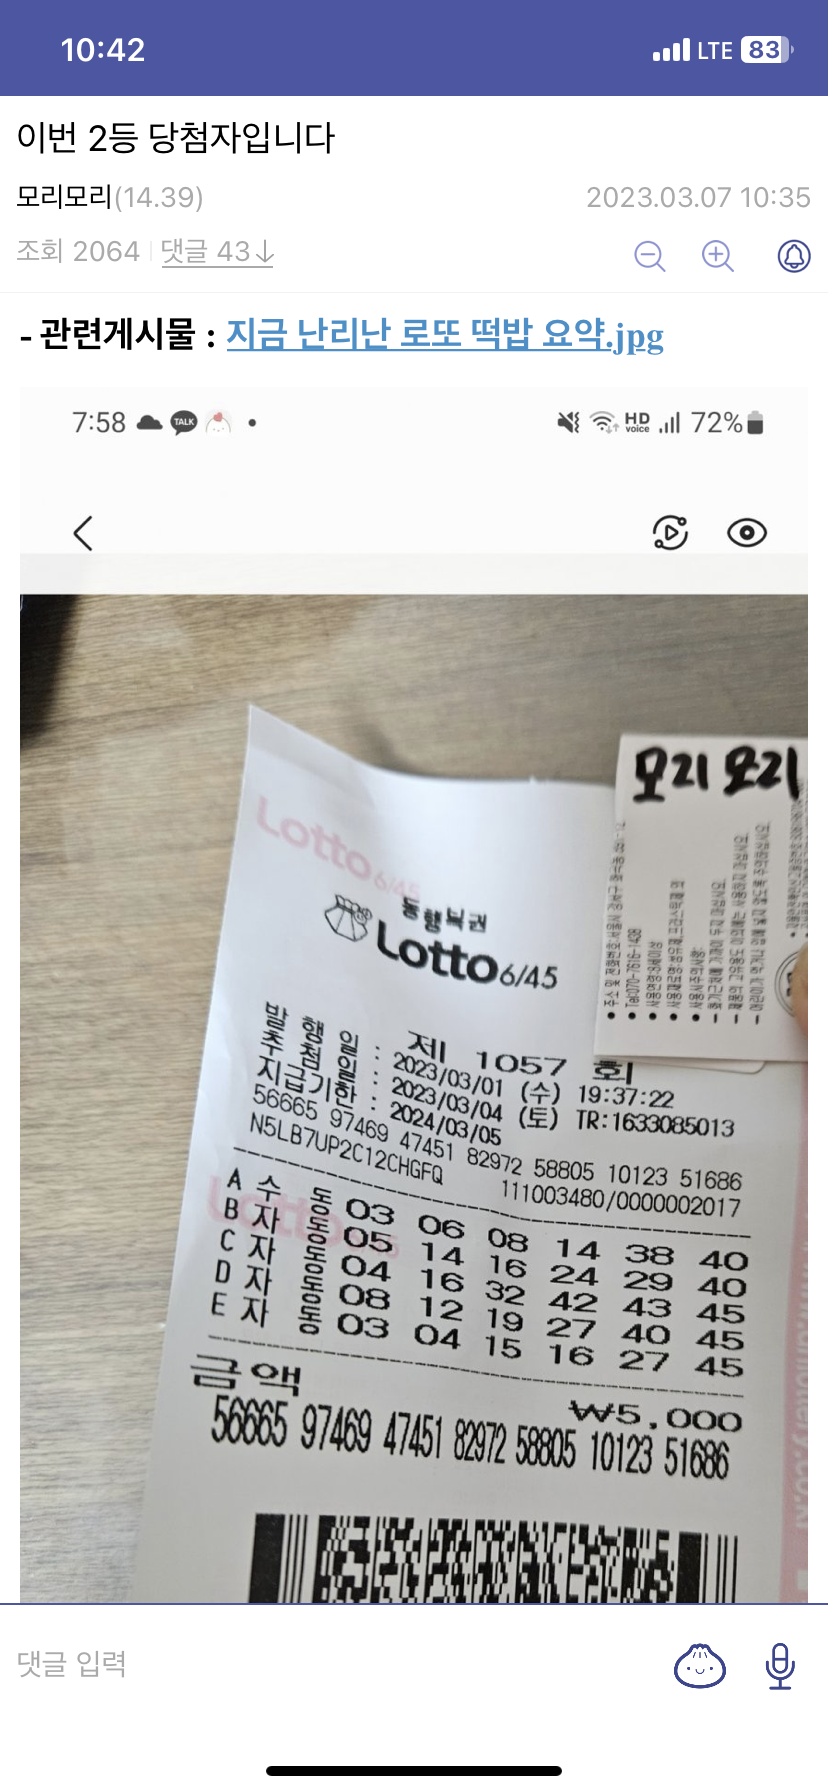 10:42
LTE 83
이번 2등 당첨자입니다
모리모리(14.39)
2023.03.07 10:35
조회 2064
댓글 43↓
- 관련게시물 : 지금 난리난 로또 떡밥 요약.jpg
7:58
TALK
HD voice
72%
모리모리
Lotto 6/45
동행복권
Lotto 6/45
제 1057 회
발 행 일 : 2023/03/01 (수) 19:37:22
추 첨 일 : 2023/03/04 (토) TR:1633085013
지급기한 : 2024/03/05
56665 97469 47451 82972 58805 10123 51686
N5LB7UP2C12CHGFQ 111003480/0000002017
A 수 동 03 06 08 14 38 40
B 자 동 05 14 16 24 29 40
C 자 동 04 16 32 42 43 45
D 자 동 08 12 19 27 40 45
E 자 동 03 04 15 16 27 45
금액 ₩5,000
56665 97469 47451 82972 58805 10123 51686
댓글 입력